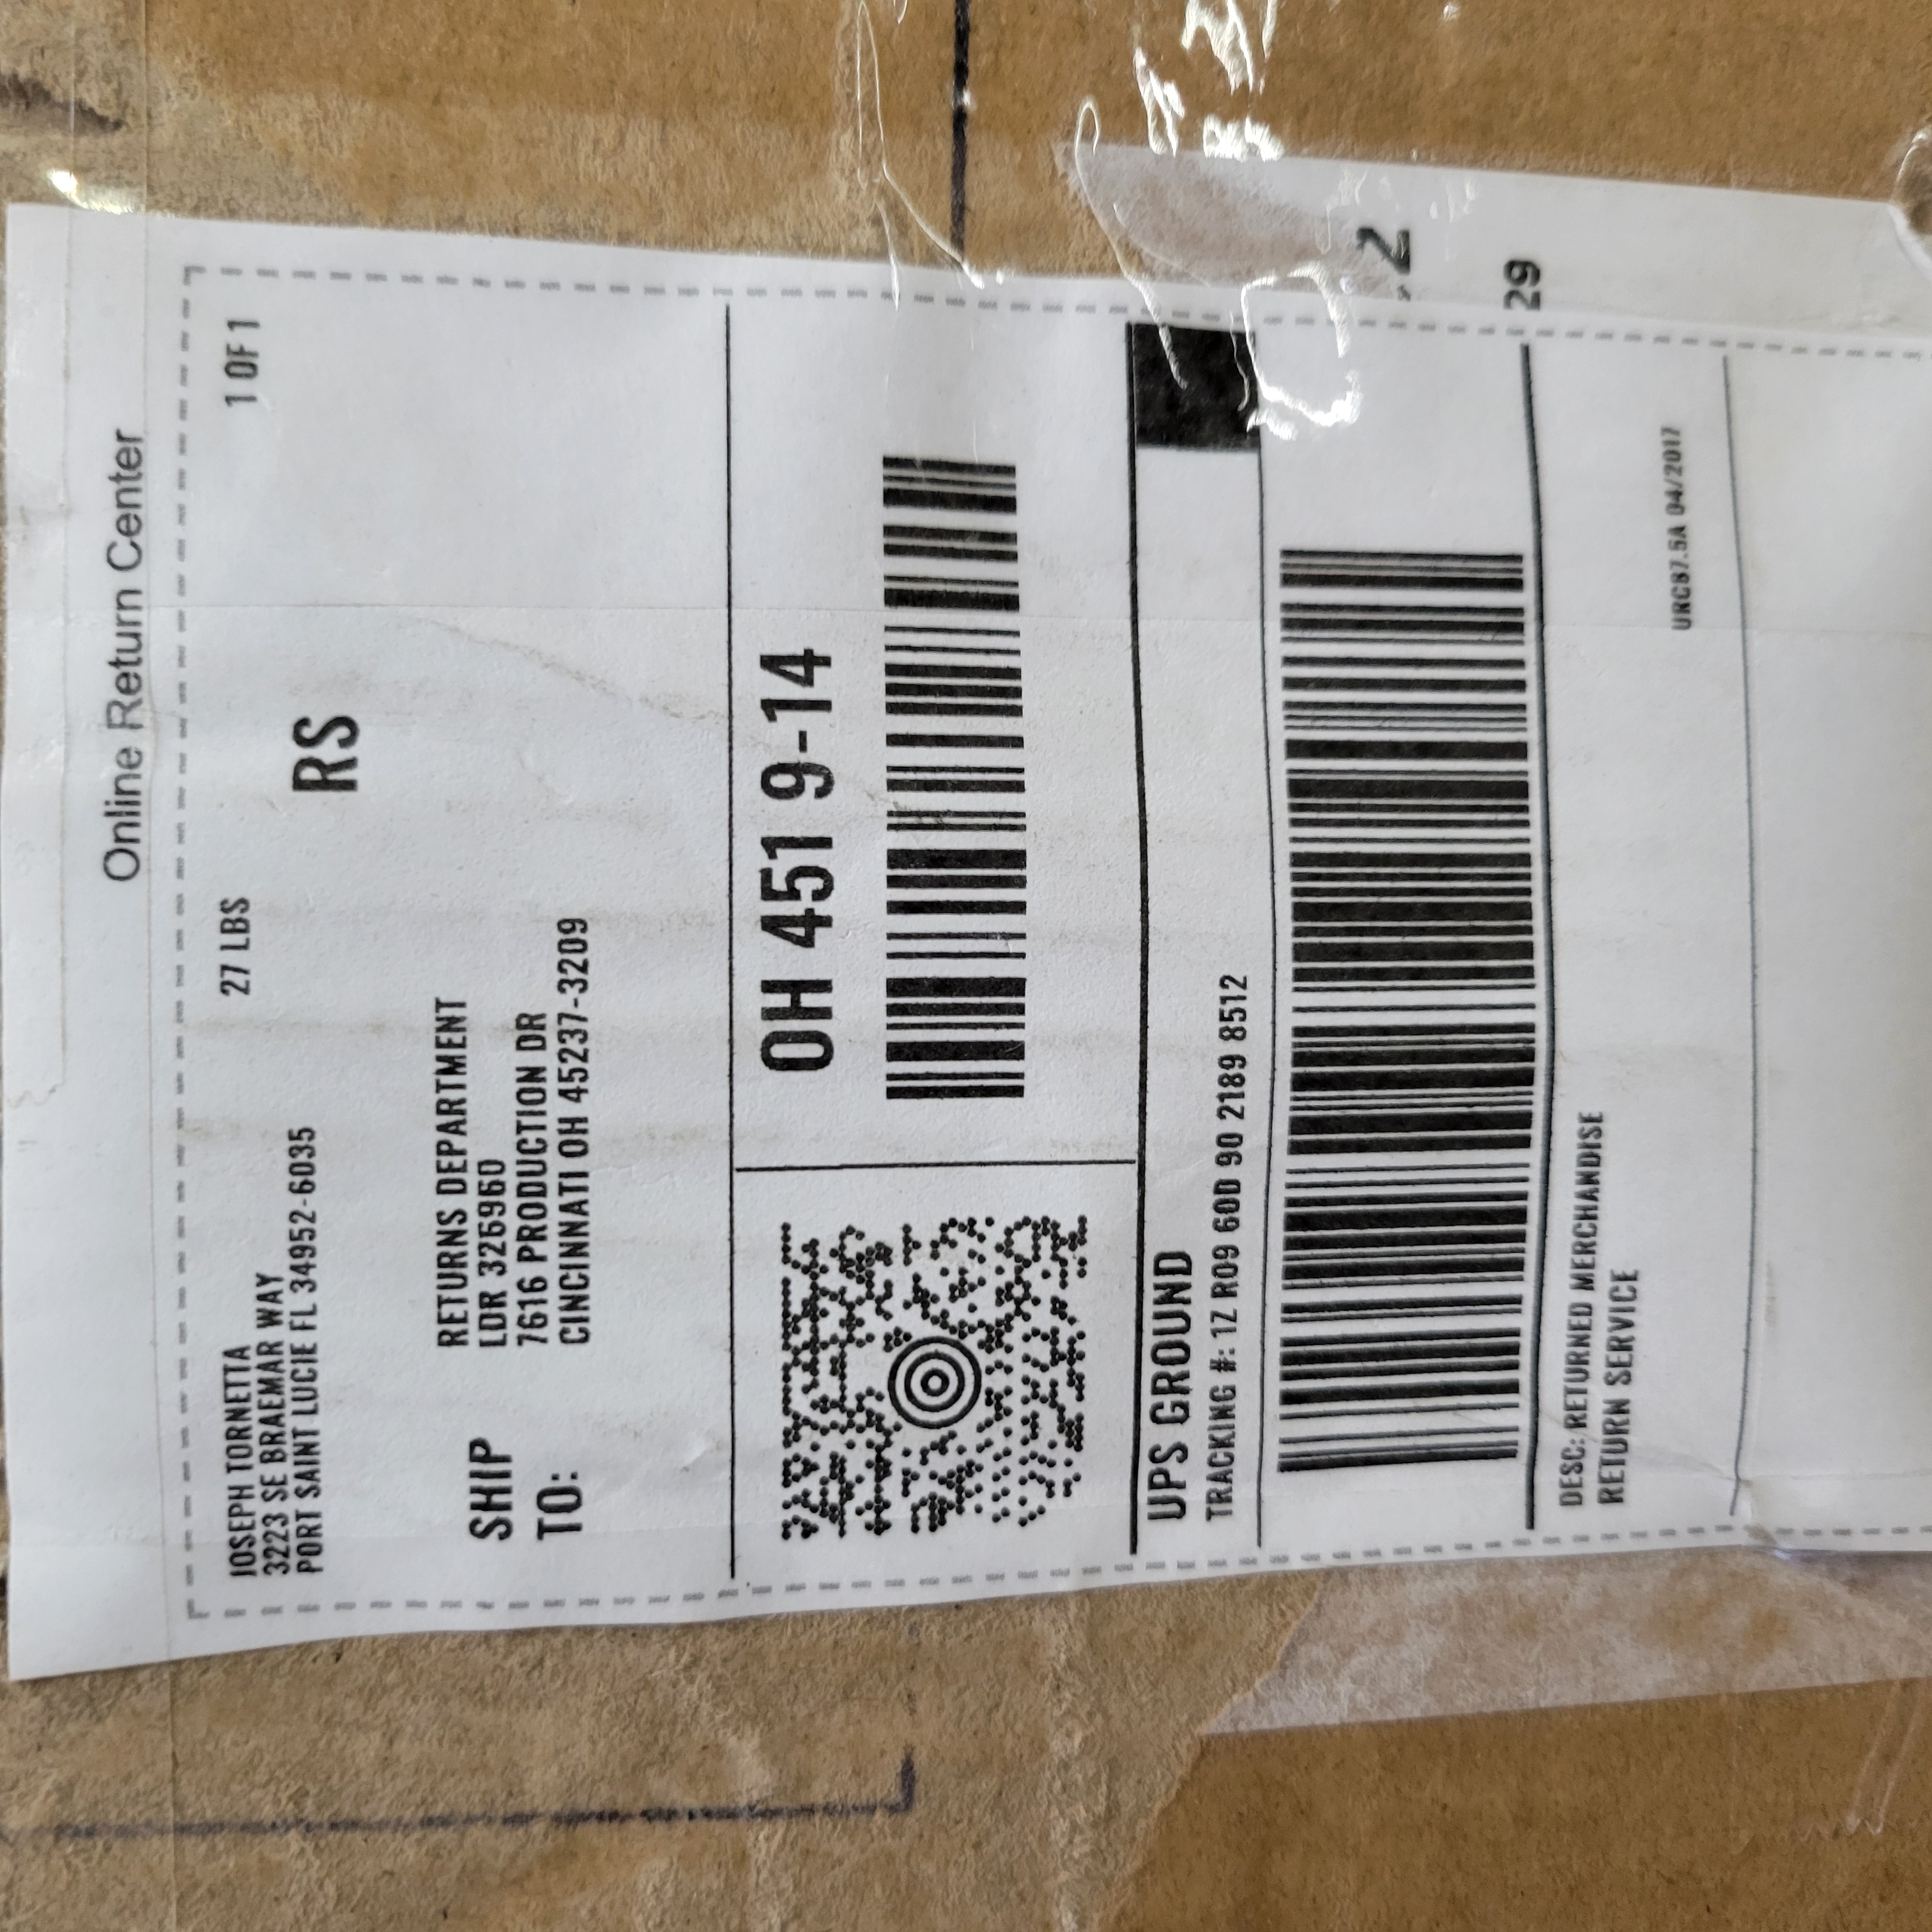 Online Return Center
JOSEPH TORNETTA
3223 SE BRAEMAR WAY
PORT SAINT LUCIE FL 34952-6035
27 LBS
1 OF 1
RS
SHIP
TO:
RETURNS DEPARTMENT
LDR 326960
7616 PRODUCTION DR
CINCINNATI OH 45237-3209
OH 451 9-14
UPS GROUND
TRACKING #: 1Z R09 60D 90 2189 8512
2
29
DESC: RETURNED MERCHANDISE
RETURN SERVICE
URC87.5A 04/2017